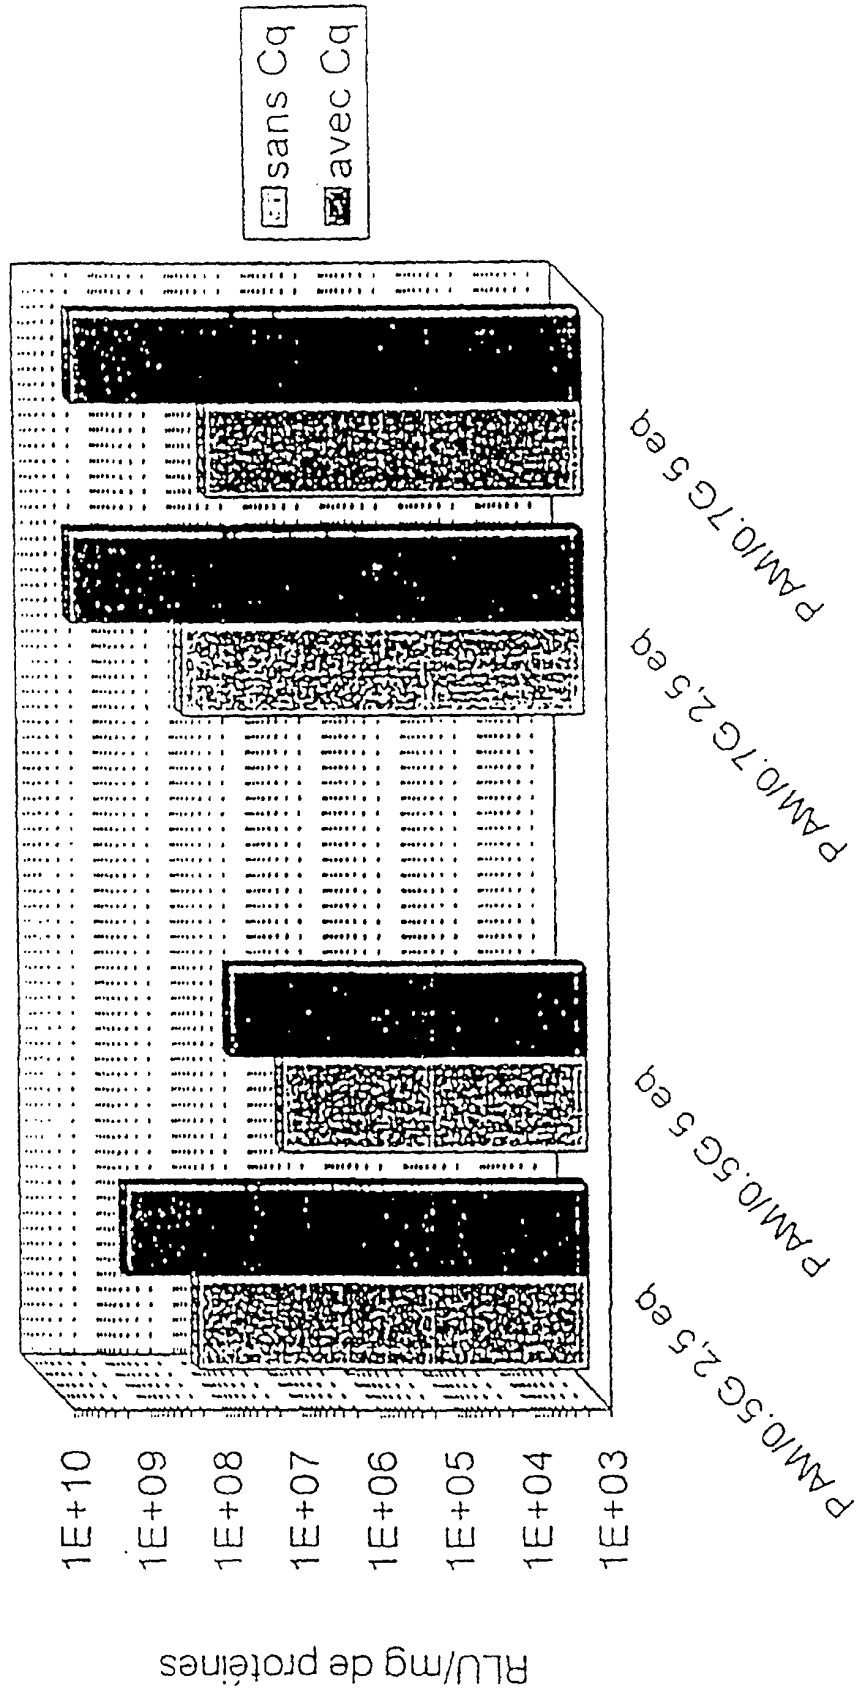 RLU/mg de protéines
1E+10
1E+09
1E+08
1E+07
1E+06
1E+05
1E+04
1E+03
PAM/0.5G 2,5 eq
PAM/0.5G 5 eq
PAM/0.7G 2,5 eq
PAM/0.7G 5 eq
sans Cq
avec Cq